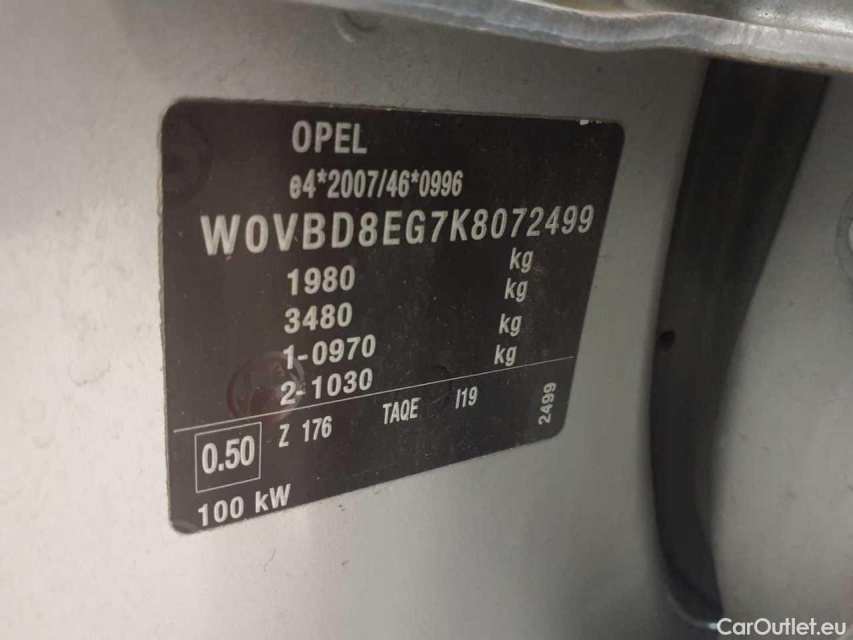 OPEL
e4*2007/46*0996
W0VBD8EG7K8072499
1980 kg
3480 kg
1-0970 kg
2-1030 kg
0.50 Z 176 TAQE I19 2499
100 kW
CarOutlet.eu